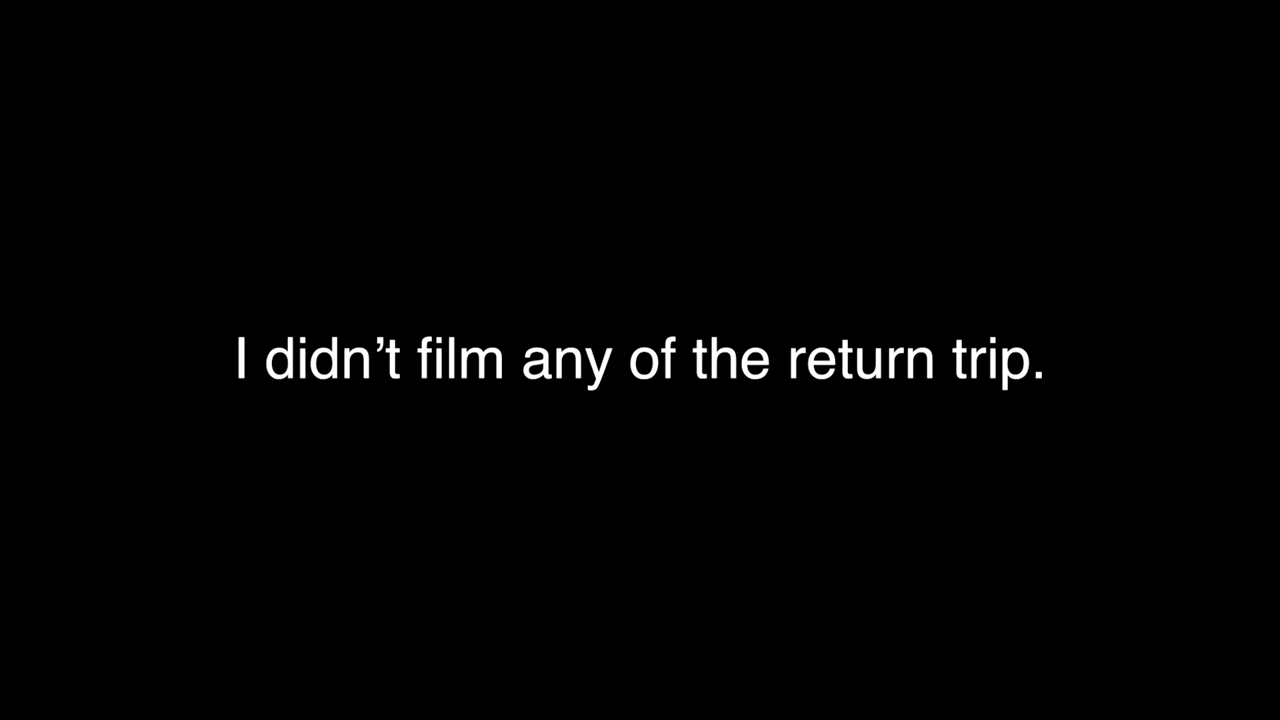 I didn’t film any of the return trip.